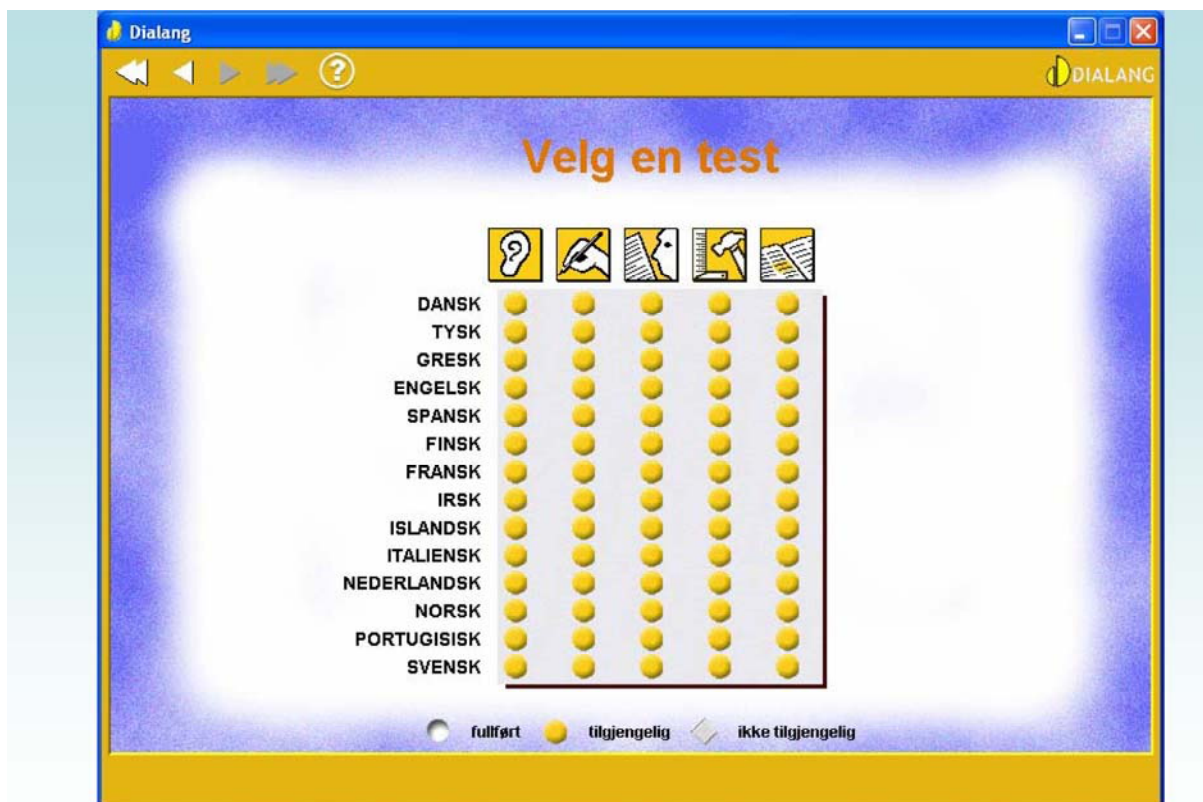 Dialang
?
DIALANG
Velg en test
DANSK
TYSK
GRESK
ENGELSK
SPANSK
FINSK
FRANSK
IRSK
ISLANDSK
ITALIENSK
NEDERLANDSK
NORSK
PORTUGISISK
SVENSK
fullført tilgjengelig ikke tilgjengelig